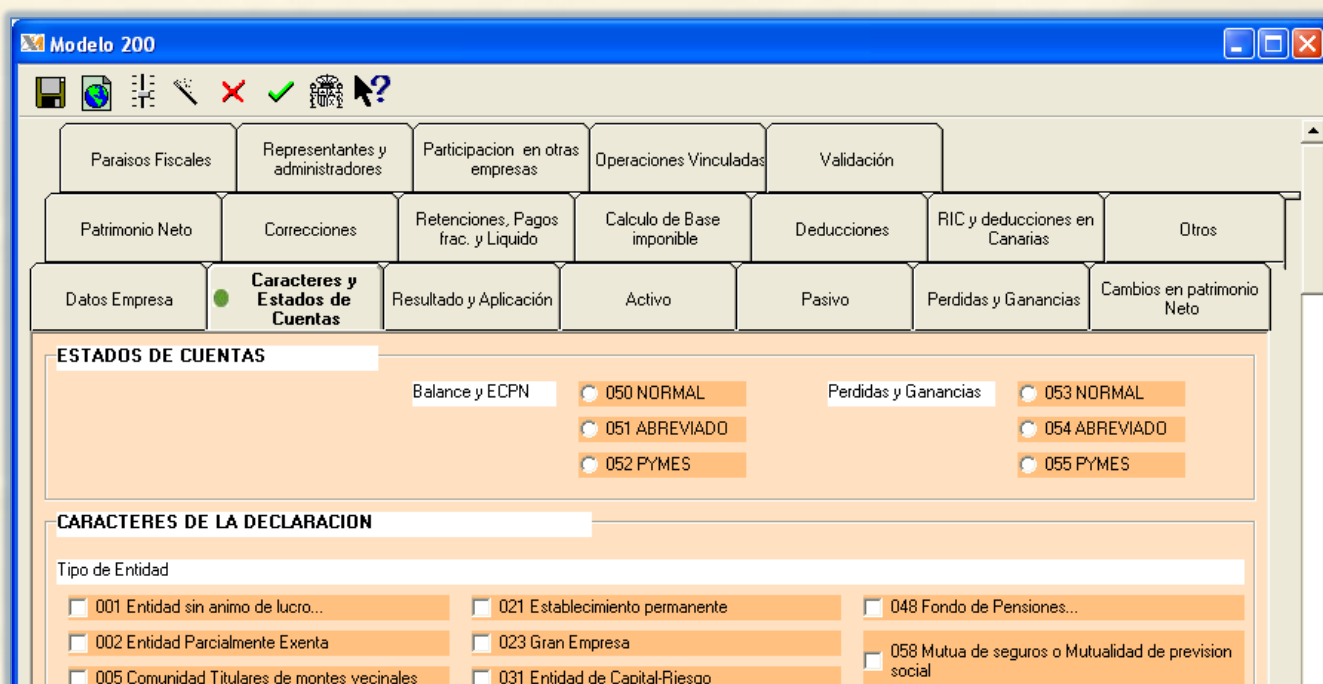 Modelo 200
Paraisos Fiscales
Representantes y
administradores
Participacion en otras
empresas
Operaciones Vinculadas
Validación
Patrimonio Neto
Correcciones
Retenciones, Pagos
frac. y Liquido
Calculo de Base
imponible
Deducciones
RIC y deducciones en
Canarias
Otros
Datos Empresa
Caracteres y
Estados de
Cuentas
Resultado y Aplicación
Activo
Pasivo
Perdidas y Ganancias
Cambios en patrimonio
Neto
ESTADOS DE CUENTAS
Balance y ECPN
050 NORMAL
Perdidas y Ganancias
053 NORMAL
051 ABREVIADO
054 ABREVIADO
052 PYMES
055 PYMES
CARACTERES DE LA DECLARACION
Tipo de Entidad
001 Entidad sin animo de lucro...
021 Establecimiento permanente
048 Fondo de Pensiones...
002 Entidad Parcialmente Exenta
023 Gran Empresa
058 Mutua de seguros o Mutualidad de prevision
social
005 Comunidad Titulares de montes vecinales
031 Entidad de Capital-Riesgo